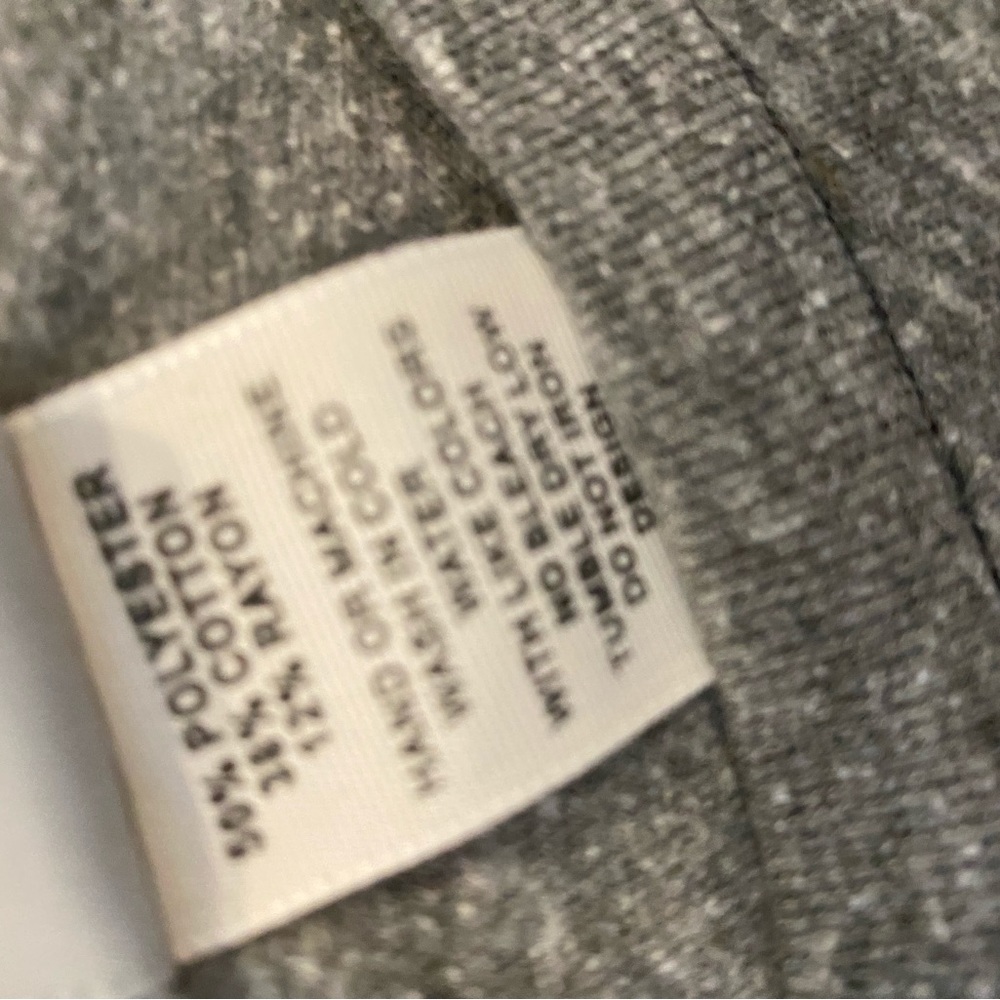 50% POLYESTER
38% COTTON
12% RAYON
HAND OR MACHINE
WASH IN COLD
WATER
WITH LIKE COLORS
NO BLEACH
TUMBLE DRY LOW
DO NOT IRON
DESIGN